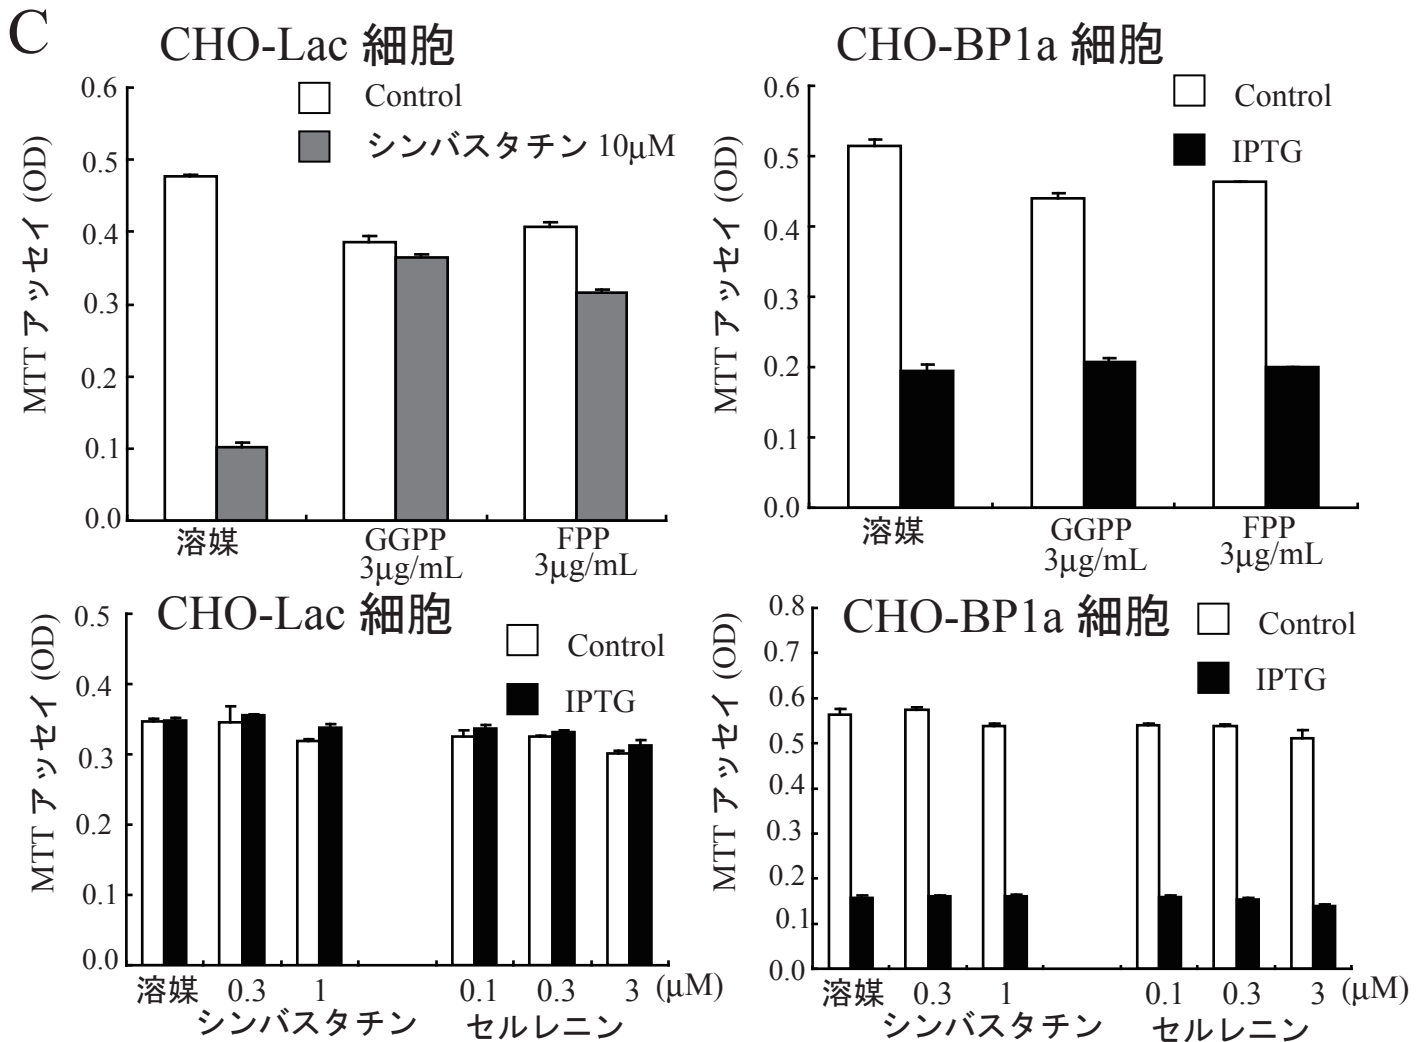 C
CHO-Lac 細胞
Control
シンバスタチン 10μM
MTT アッセイ (OD)
0.6
0.5
0.4
0.3
0.2
0.1
0.0
溶媒
GGPP
3μg/mL
FPP
3μg/mL
CHO-BP1a 細胞
Control
IPTG
MTT アッセイ (OD)
0.6
0.5
0.4
0.3
0.2
0.1
0.0
溶媒
GGPP
3μg/mL
FPP
3μg/mL
CHO-Lac 細胞
Control
IPTG
MTT アッセイ (OD)
0.5
0.4
0.3
0.2
0.1
0.0
溶媒 0.3 1 0.1 0.3 3 (μM)
シンバスタチン セルレニン
CHO-BP1a 細胞
Control
IPTG
MTT アッセイ (OD)
0.8
0.7
0.6
0.5
0.4
0.3
0.2
0.1
0.0
溶媒 0.3 1 0.1 0.3 3 (μM)
シンバスタチン セルレニン